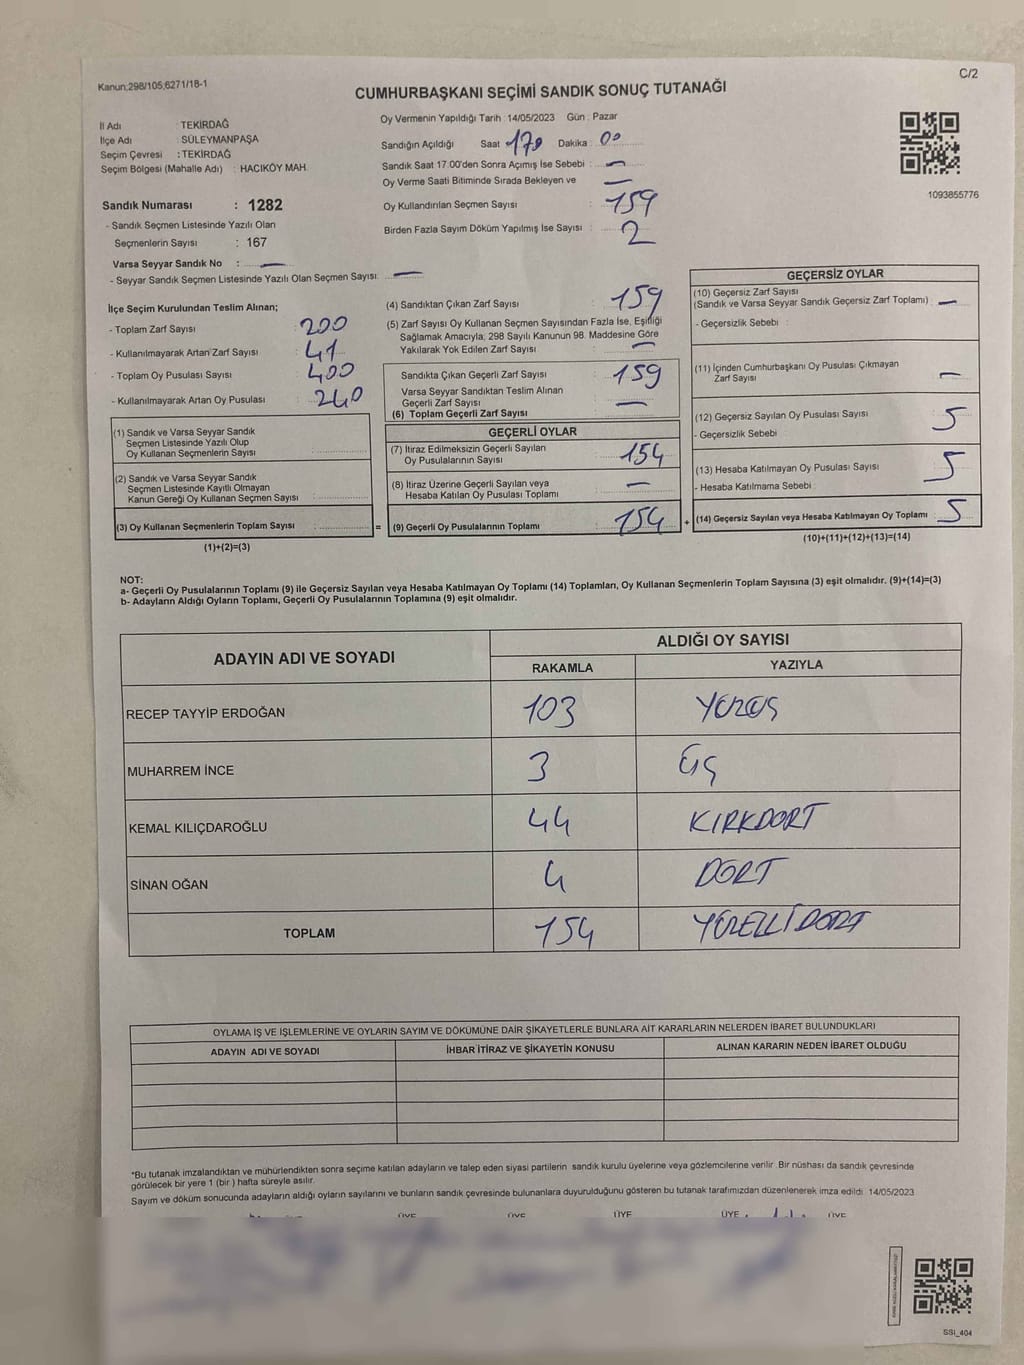 Kanun;298/105;6271/18-1
C/2
CUMHURBAŞKANI SEÇİMİ SANDIK SONUÇ TUTANAĞI
İl Adı : TEKİRDAĞ
İlçe Adı : SÜLEYMANPAŞA
Seçim Çevresi : TEKİRDAĞ
Seçim Bölgesi (Mahalle Adı) : HACIKÖY MAH.
Sandık Numarası : 1282
- Sandık Seçmen Listesinde Yazılı Olan
Seçmenlerin Sayısı : 167
Varsa Seyyar Sandık No : —
- Seyyar Sandık Seçmen Listesinde Yazılı Olan Seçmen Sayısı: —
Oy Vermenin Yapıldığı Tarih : 14/05/2023 Gün : Pazar
Sandığın Açıldığı Saat Dakika : 00
Sandık Saat 17.00'den Sonra Açımış İse Sebebi : —
Oy Verme Saati Bitiminde Sırada Bekleyen ve —
Oy Kullandırılan Seçmen Sayısı : 159
Birden Fazla Sayım Döküm Yapılmış İse Sayısı : 2
1093855776
İlçe Seçim Kurulundan Teslim Alınan;
- Toplam Zarf Sayısı : 200
- Kullanılmayarak Artan Zarf Sayısı : 41
- Toplam Oy Pusulası Sayısı : 400
- Kullanılmayarak Artan Oy Pusulası : 240
(1) Sandık ve Varsa Seyyar Sandık
Seçmen Listesinde Yazılı Olup
Oy Kullanan Seçmenlerin Sayısı :
(2) Sandık ve Varsa Seyyar Sandık
Seçmen Listesinde Kayıtlı Olmayan
Kanun Gereği Oy Kullanan Seçmen Sayısı :
(3) Oy Kullanan Seçmenlerin Toplam Sayısı : =
(1)+(2)=(3)
(4) Sandıktan Çıkan Zarf Sayısı : 159
(5) Zarf Sayısı Oy Kullanan Seçmen Sayısından Fazla İse, Eşitliği
Sağlamak Amacıyla; 298 Sayılı Kanunun 98. Maddesine Göre
Yakılarak Yok Edilen Zarf Sayısı : —
Sandıkta Çıkan Geçerli Zarf Sayısı : 159
Varsa Seyyar Sandıktan Teslim Alınan
Geçerli Zarf Sayısı : —
(6) Toplam Geçerli Zarf Sayısı :
GEÇERLİ OYLAR
(7) İtiraz Edilmeksizin Geçerli Sayılan
Oy Pusulalarının Sayısı : 154
(8) İtiraz Üzerine Geçerli Sayılan veya
Hesaba Katılan Oy Pusulası Toplamı : —
(9) Geçerli Oy Pusulalarının Toplamı : 154 +
GEÇERSİZ OYLAR
(10) Geçersiz Zarf Sayısı
(Sandık ve Varsa Seyyar Sandık Geçersiz Zarf Toplamı) : —
- Geçersizlik Sebebi :
(11) İçinden Cumhurbaşkanı Oy Pusulası Çıkmayan
Zarf Sayısı : —
(12) Geçersiz Sayılan Oy Pusulası Sayısı : 5
- Geçersizlik Sebebi :
(13) Hesaba Katılmayan Oy Pusulası Sayısı : 5
- Hesaba Katılmama Sebebi :
(14) Geçersiz Sayılan veya Hesaba Katılmayan Oy Toplamı : 5
(10)+(11)+(12)+(13)=(14)
NOT:
a- Geçerli Oy Pusulalarının Toplamı (9) ile Geçersiz Sayılan veya Hesaba Katılmayan Oy Toplamı (14) Toplamları, Oy Kullanan Seçmenlerin Toplam Sayısına (3) eşit olmalıdır. (9)+(14)=(3)
b- Adayların Aldığı Oyların Toplamı, Geçerli Oy Pusulalarının Toplamına (9) eşit olmalıdır.
ADAYIN ADI VE SOYADI
ALDIĞI OY SAYISI
RAKAMLA YAZIYLA
RECEP TAYYİP ERDOĞAN 103 YÜZÜÇ
MUHARREM İNCE 3 ÜÇ
KEMAL KILIÇDAROĞLU 44 KIRKDÖRT
SİNAN OĞAN 4 DÖRT
TOPLAM 154 YÜZELLİDÖRT
OYLAMA İŞ VE İŞLEMLERİNE VE OYLARIN SAYIM VE DÖKÜMÜNE DAİR ŞİKAYETLERLE BUNLARA AİT KARARLARIN NELERDEN İBARET BULUNDUKLARI
ADAYIN ADI VE SOYADI İHBAR İTİRAZ VE ŞİKAYETİN KONUSU ALINAN KARARIN NEDEN İBARET OLDUĞU
*Bu tutanak imzalandıktan ve mühürlendikten sonra seçime katılan adayların ve talep eden siyasi partilerin sandık kurulu üyelerine veya gözlemcilerine verilir. Bir nüshası da sandık çevresinde
görülecek bir yere 1 (bir ) hafta süreyle asılır.
Sayım ve döküm sonucunda adayların aldığı oyların sayılarını ve bunların sandık çevresinde bulunanlara duyurulduğunu gösteren bu tutanak tarafımızdan düzenlenerek imza edildi. 14/05/2023
ÜYE ÜYE ÜYE ÜYE ÜYE
SSİ_404